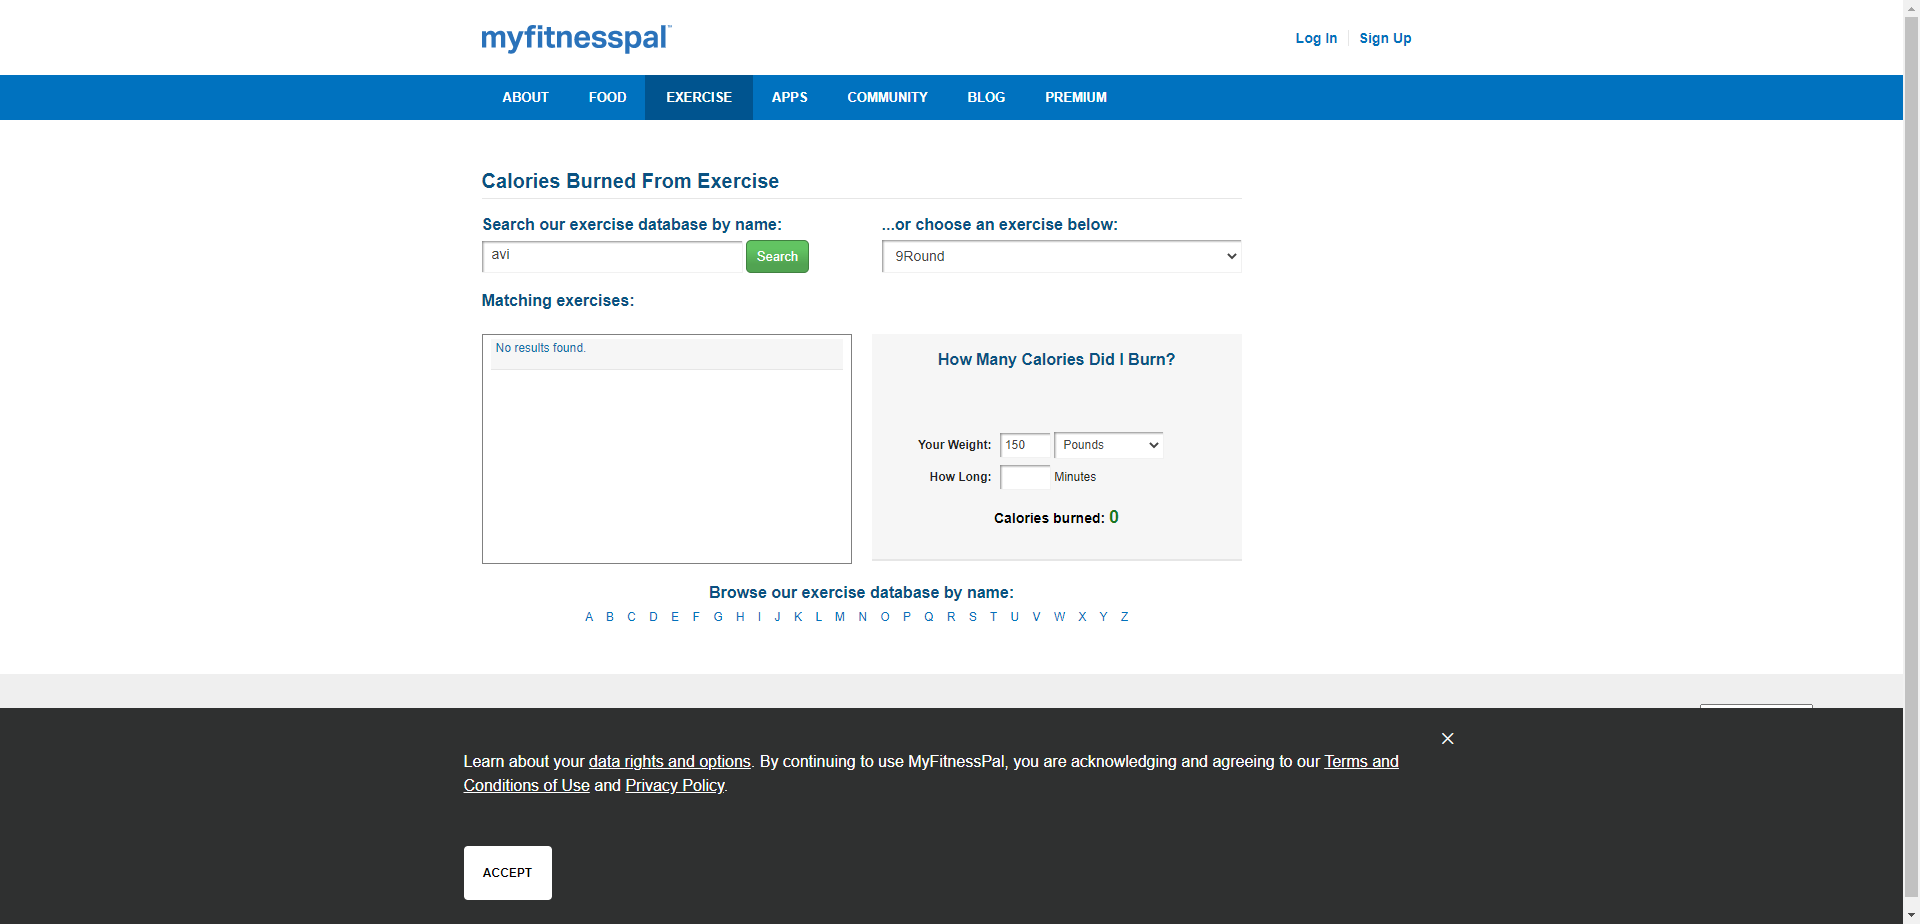 myfitnesspal
Log In
Sign Up
ABOUT
FOOD
EXERCISE
APPS
COMMUNITY
BLOG
PREMIUM
Calories Burned From Exercise
Search our exercise database by name:
avi
Search
...or choose an exercise below:
9Round
Matching exercises:
No results found.
How Many Calories Did I Burn?
Your Weight: 150 Pounds
How Long: Minutes
Calories burned: 0
Browse our exercise database by name:
A B C D E F G H I J K L M N O P Q R S T U V W X Y Z
Learn about your data rights and options. By continuing to use MyFitnessPal, you are acknowledging and agreeing to our Terms and
Conditions of Use and Privacy Policy.
ACCEPT